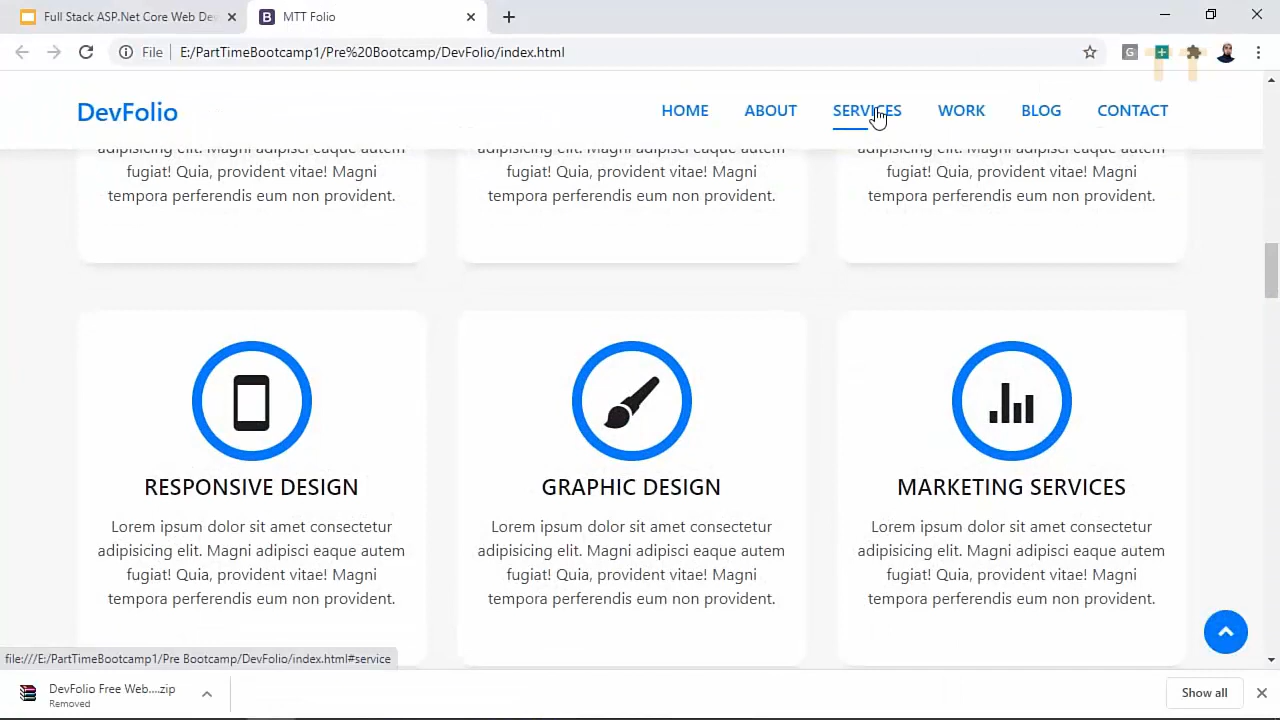 Full Stack ASP.Net Core Web De
MTT Folio
File
E:/PartTimeBootcamp1/Pre%20Bootcamp/DevFolio/index.html
DevFolio
HOME
ABOUT
SERVICES
WORK
BLOG
CONTACT
adipisicing elit. Magni adipisci eaque autem
fugiat! Quia, provident vitae! Magni
tempora perferendis eum non provident.
adipisicing elit. Magni adipisci eaque autem
fugiat! Quia, provident vitae! Magni
tempora perferendis eum non provident.
adipisicing elit. Magni adipisci eaque autem
fugiat! Quia, provident vitae! Magni
tempora perferendis eum non provident.
RESPONSIVE DESIGN
Lorem ipsum dolor sit amet consectetur
adipisicing elit. Magni adipisci eaque autem
fugiat! Quia, provident vitae! Magni
tempora perferendis eum non provident.
GRAPHIC DESIGN
Lorem ipsum dolor sit amet consectetur
adipisicing elit. Magni adipisci eaque autem
fugiat! Quia, provident vitae! Magni
tempora perferendis eum non provident.
MARKETING SERVICES
Lorem ipsum dolor sit amet consectetur
adipisicing elit. Magni adipisci eaque autem
fugiat! Quia, provident vitae! Magni
tempora perferendis eum non provident.
file:///E:/PartTimeBootcamp1/Pre Bootcamp/DevFolio/index.html#service
DevFolio Free Web....zip
Removed
Show all